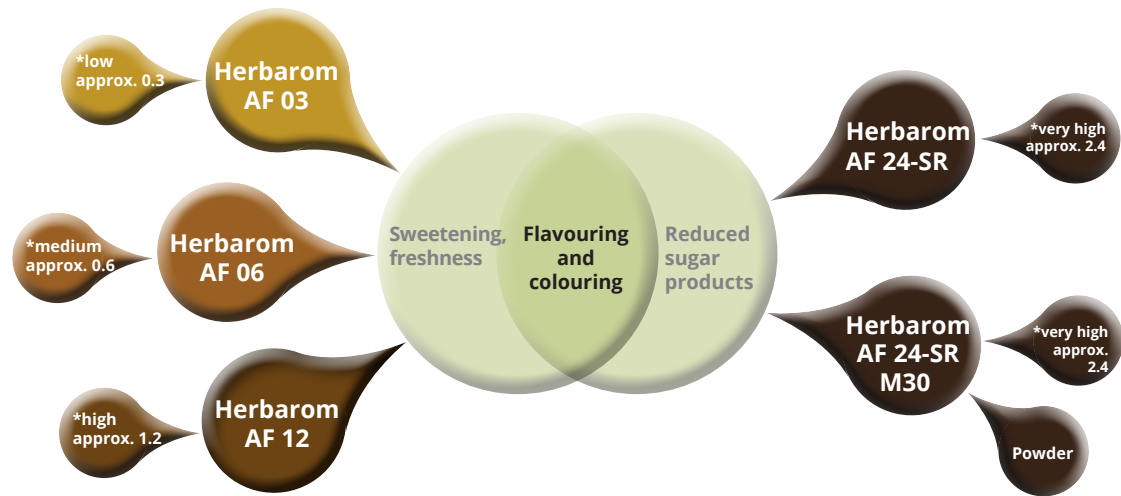 *low
approx. 0.3
Herbarom
AF 03
*medium
approx. 0.6
Herbarom
AF 06
*high
approx. 1.2
Herbarom
AF 12
Sweetening,
freshness
Flavouring
and
colouring
Reduced
sugar
products
Herbarom
AF 24-SR
*very high
approx. 2.4
Herbarom
AF 24-SR
M30
*very high
approx.
2.4
Powder